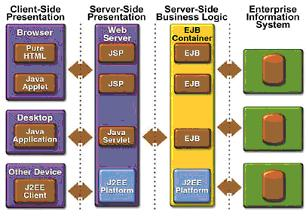 Client-Side
Presentation
Server-Side
Presentation
Server-Side
Business Logic
Enterprise
Information
System
Browser
Pure
HTML
Java
Applet
Desktop
Java
Application
Other Device
J2EE
Client
Web
Server
JSP
JSP
Java
Servlet
J2EE
Platform
EJB
Container
EJB
EJB
EJB
J2EE
Platform